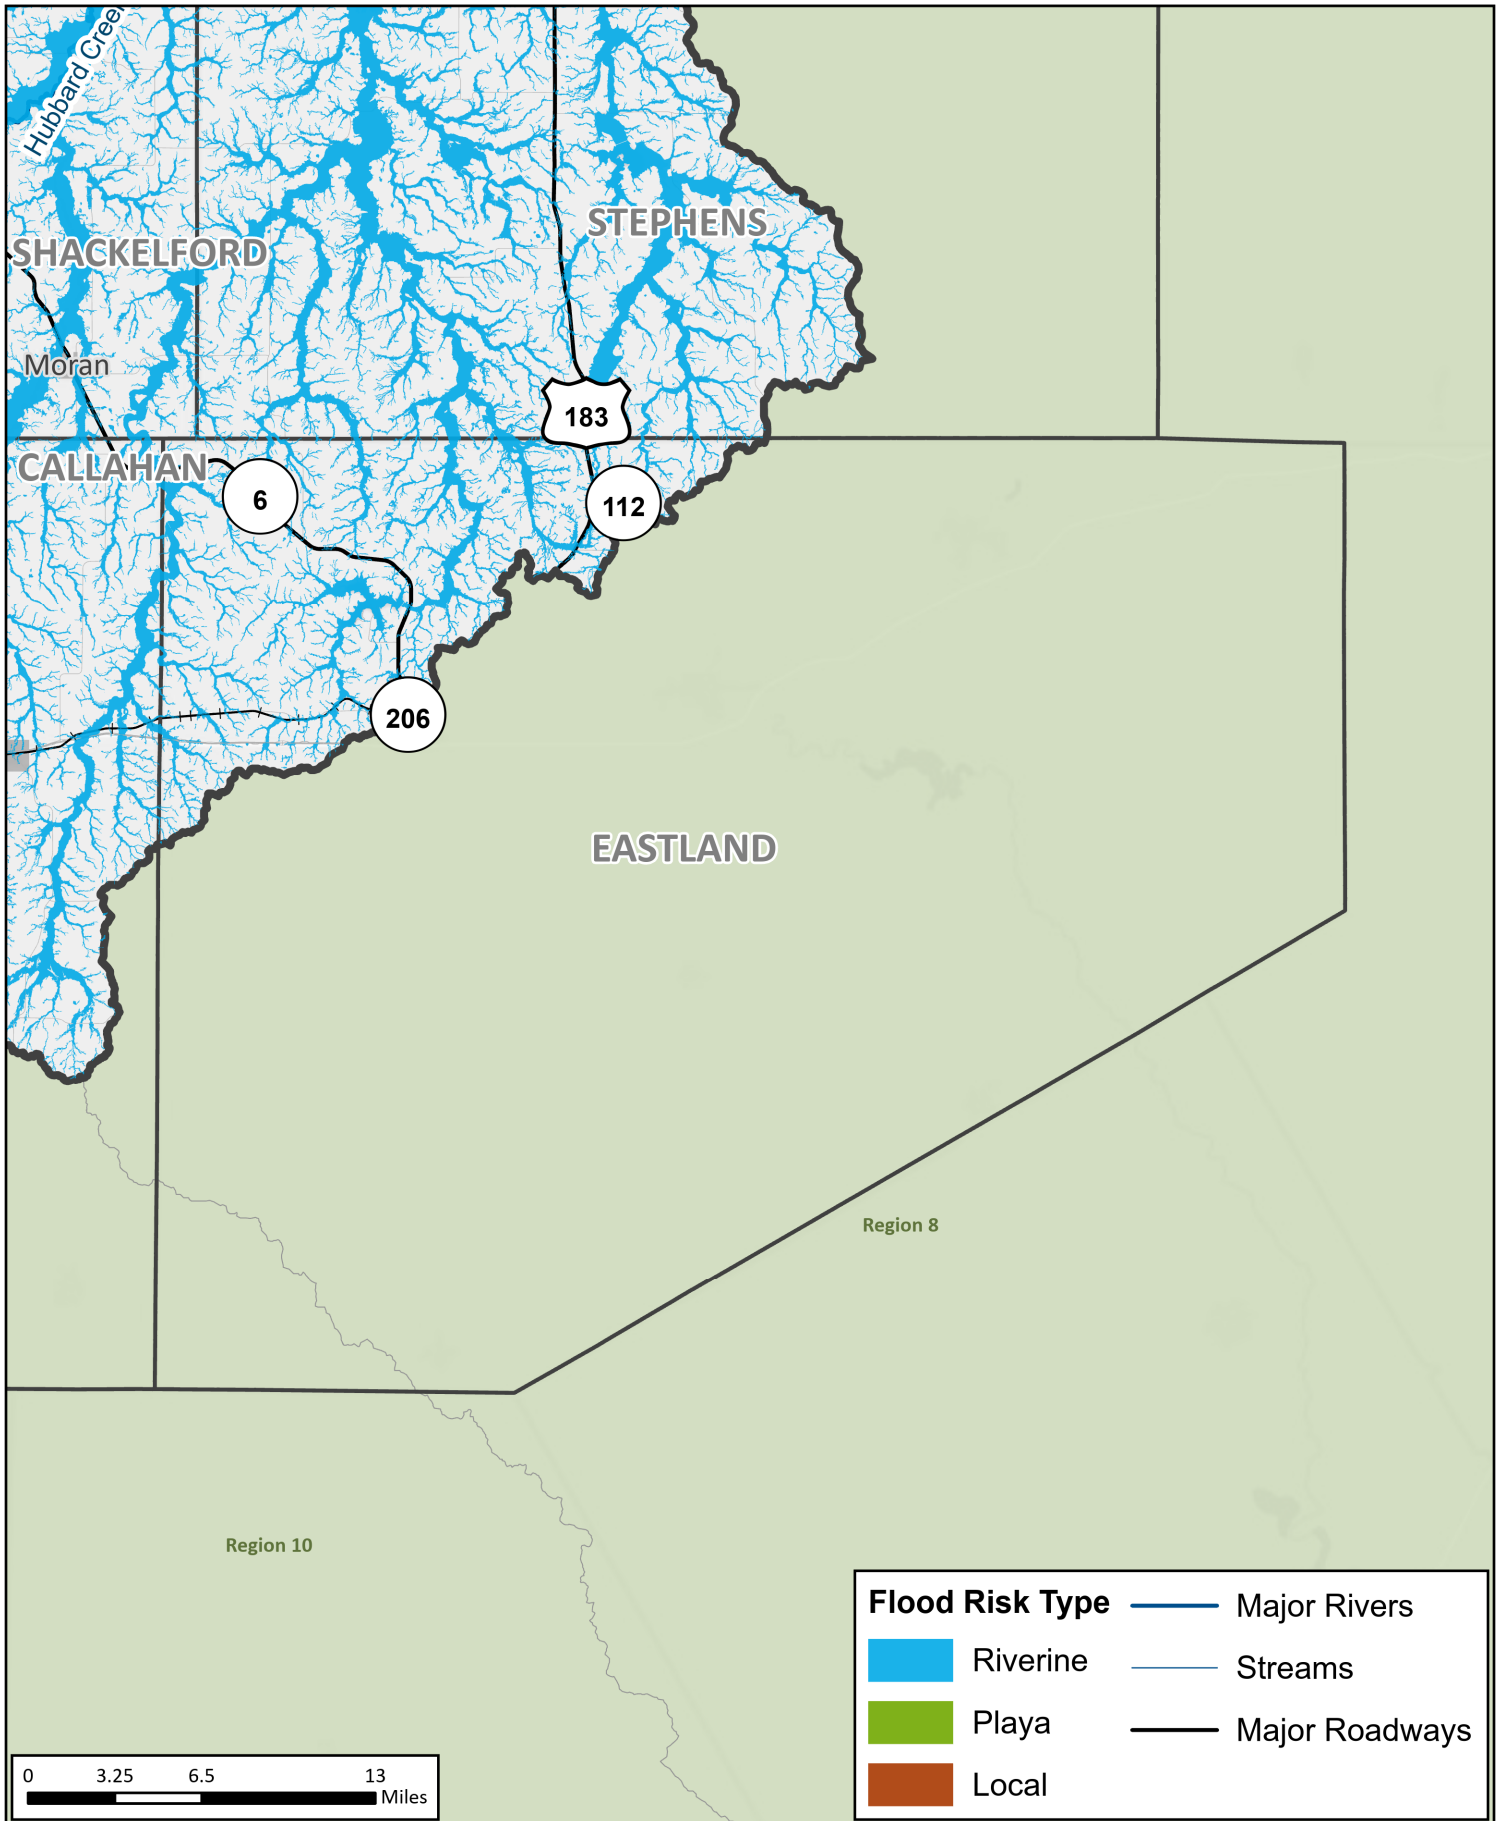 Hubbard Cree
STEPHENS
SHACKELFORD
Moran
183
CALLAHAN
6
112
206
EASTLAND
Region 8
Region 10
Flood Risk Type
Riverine
Playa
Local
Major Rivers
Streams
Major Roadways
0 3.25 6.5 13
Miles